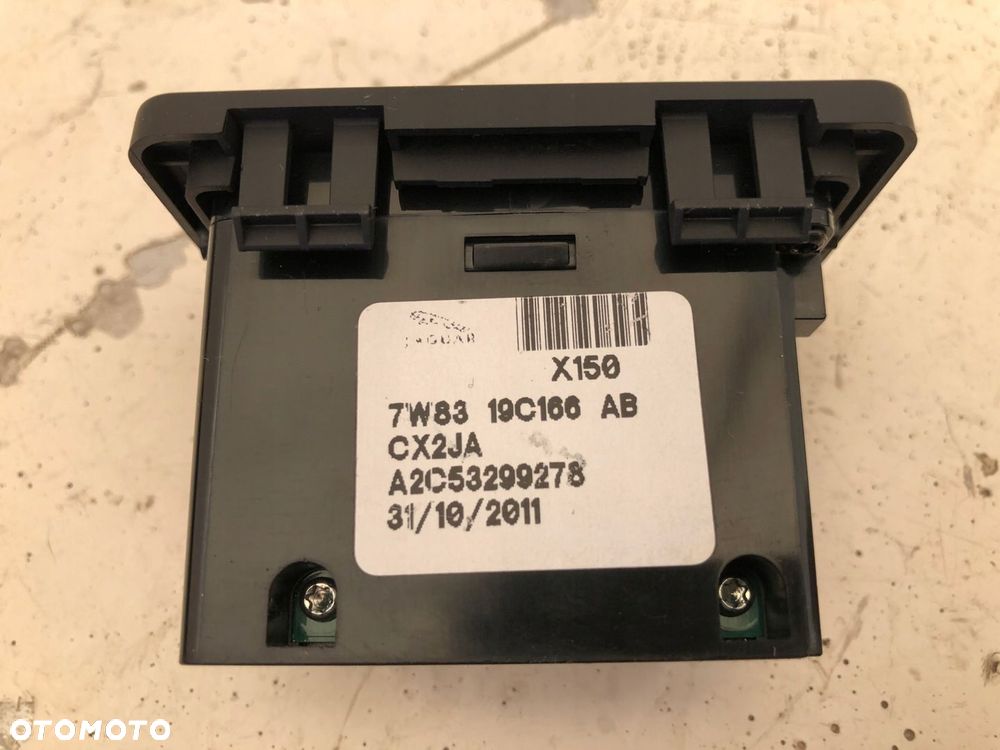 JAGUAR
X150
7W83 19C166 AB
CX2JA
A2C53299278
31/10/2011
OTOMOTO